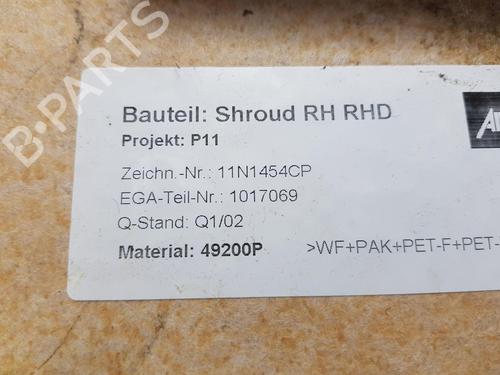 B-PARTS
Bauteil: Shroud RH RHD
Projekt: P11
Zeichn.-Nr.: 11N1454CP
EGA-Teil-Nr.: 1017069
Q-Stand: Q1/02
Material: 49200P >WF+PAK+PET-F+PET-